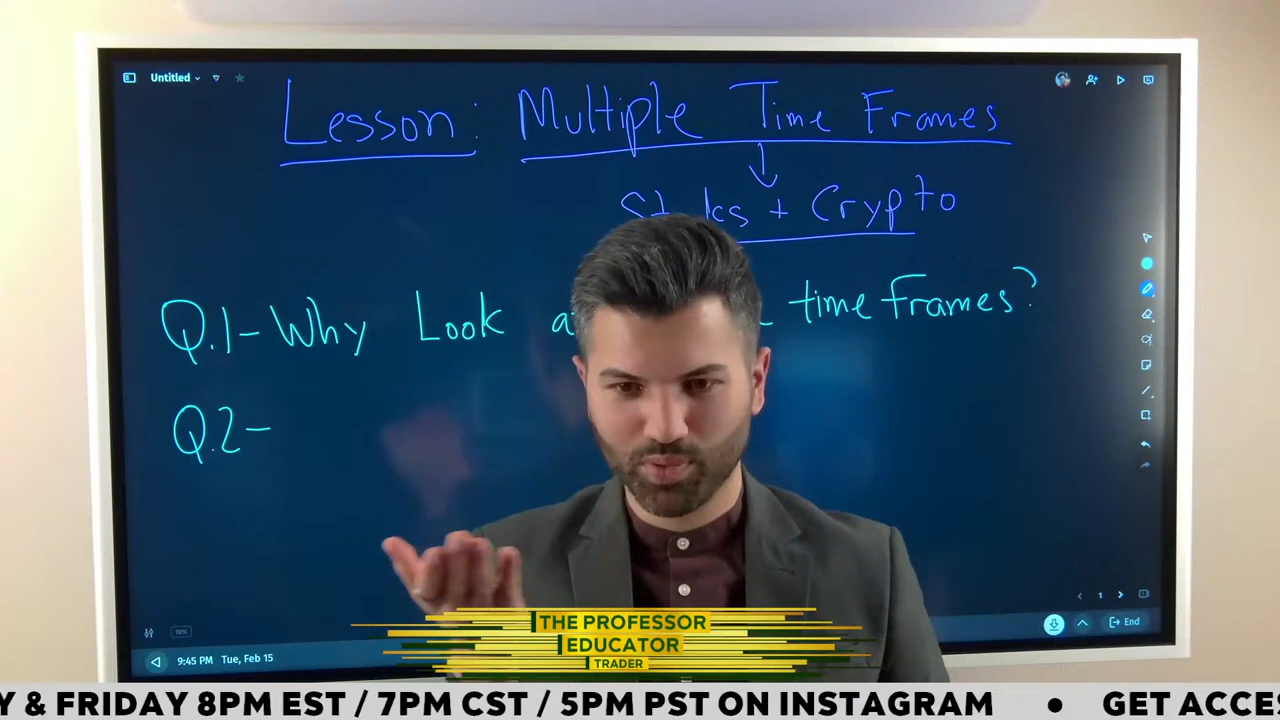 Untitled
Lesson: Multiple Time Frames
+ Crypto
Q.1- Why Look time frames?
Q.2-
1
End
9:45 PM Tue, Feb 15
THE PROFESSOR
EDUCATOR
TRADER
& FRIDAY 8PM EST / 7PM CST / 5PM PST ON INSTAGRAM • GET